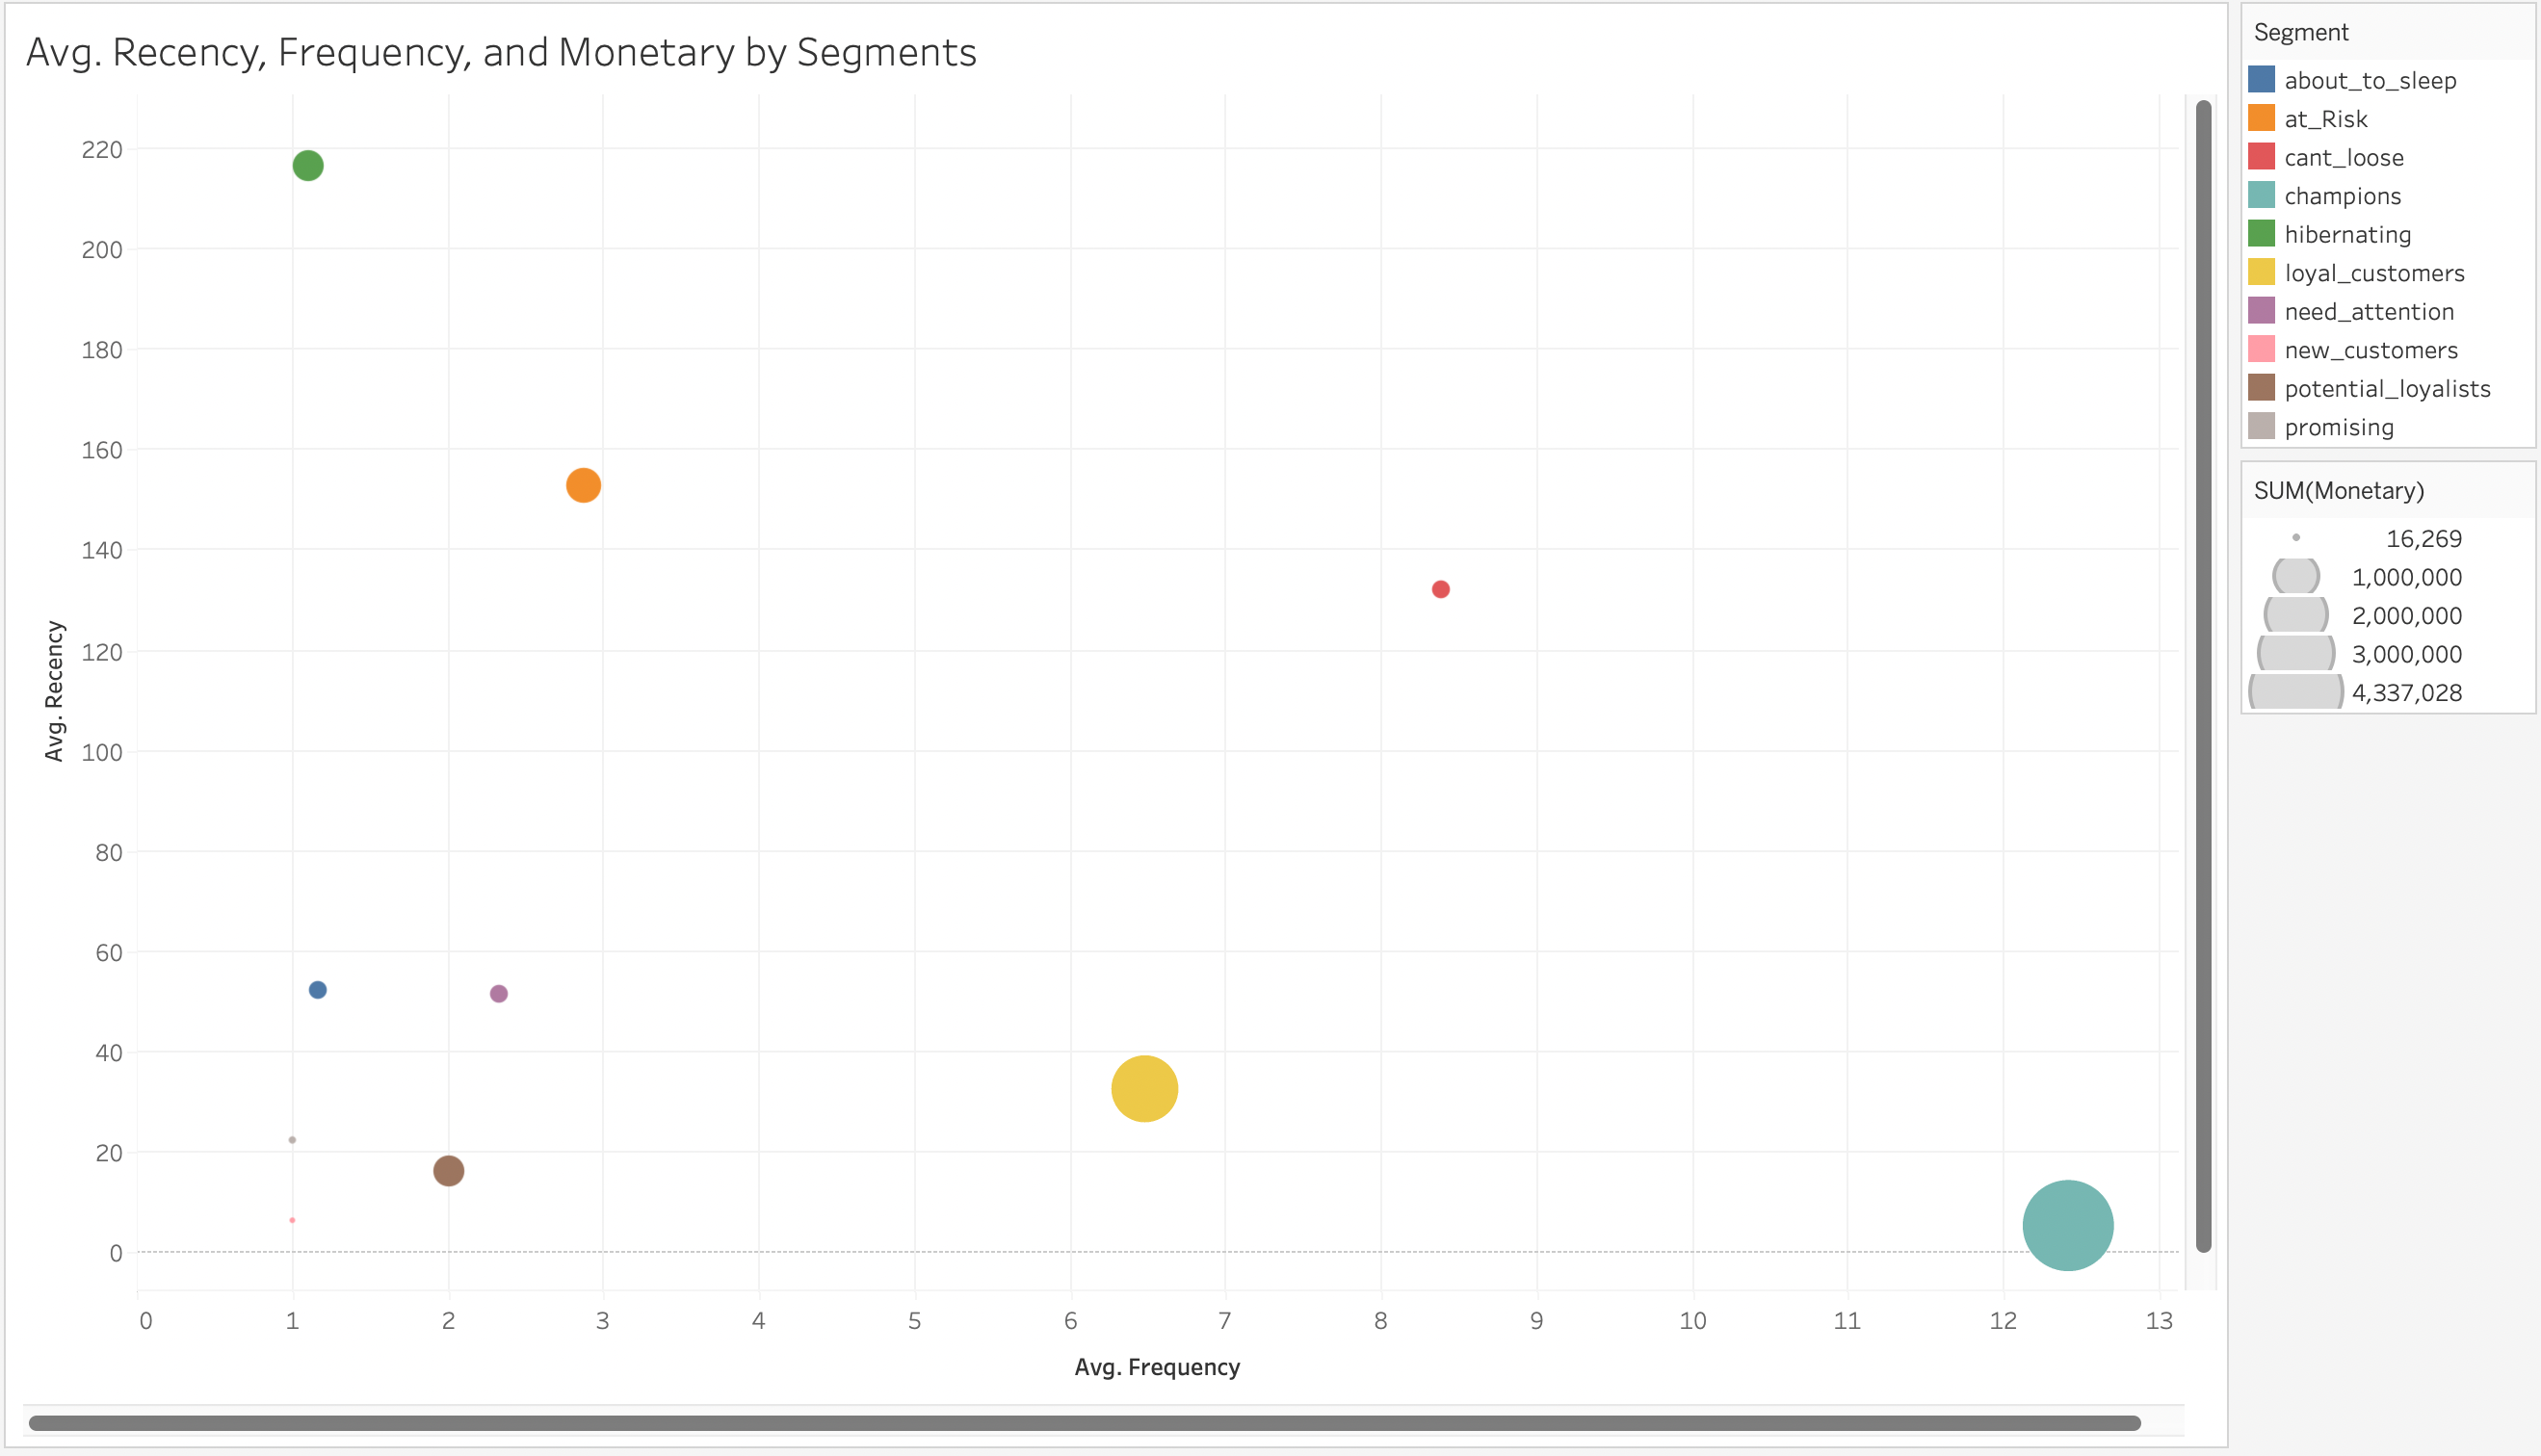 Avg. Recency, Frequency, and Monetary by Segments
220
200
180
160
140
120
100
80
60
40
20
0
Avg. Recency
0 1 2 3 4 5 6 7 8 9 10 11 12 13
Avg. Frequency
Segment
about_to_sleep
at_Risk
cant_loose
champions
hibernating
loyal_customers
need_attention
new_customers
potential_loyalists
promising
SUM(Monetary)
16,269
1,000,000
2,000,000
3,000,000
4,337,028